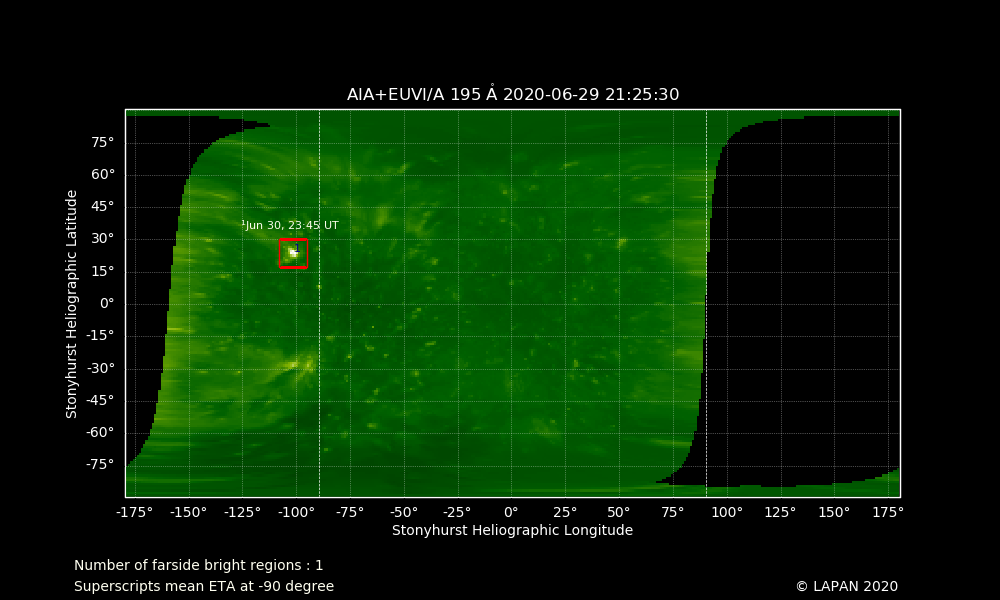 AIA+EUVI/A 195 Å 2020-06-29 21:25:30
Stonyhurst Heliographic Latitude
75°
60°
45°
30°
15°
0°
-15°
-30°
-45°
-60°
-75°
¹Jun 30, 23:45 UT
1
-175° -150° -125° -100° -75° -50° -25° 0° 25° 50° 75° 100° 125° 150° 175°
Stonyhurst Heliographic Longitude
Number of farside bright regions : 1
Superscripts mean ETA at -90 degree
© LAPAN 2020